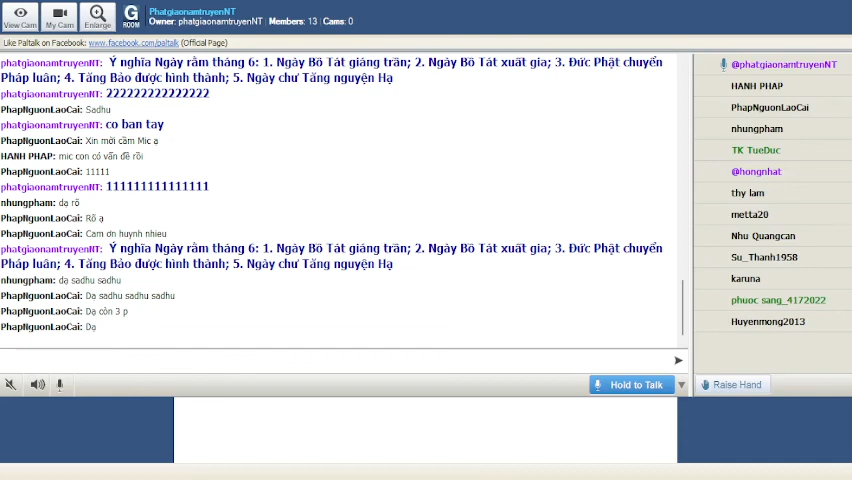 PhatgiaonamtruyenNT
Owner: phatgiaonamtruyenNT | Members: 13 | Cams: 0
View Cam
My Cam
Enlarge
G ROOM
Like Paltalk on Facebook: www.facebook.com/paltalk (Official Page)
phatgiaonamtruyenNT: Ý nghĩa Ngày rằm tháng 6: 1. Ngày Bồ Tát giáng trần; 2. Ngày Bồ Tát xuất gia; 3. Đức Phật chuyển
Pháp luân; 4. Tăng Bảo được hình thành; 5. Ngày chư Tăng nguyện Hạ
phatgiaonamtruyenNT: 222222222222222
PhapNguonLaoCai: Sadhu
phatgiaonamtruyenNT: co ban tay
PhapNguonLaoCai: Xin mời cầm Mic ạ
HANH PHAP: mic con có vấn đề rồi
PhapNguonLaoCai: 11111
phatgiaonamtruyenNT: 111111111111111
nhungpham: dạ rõ
PhapNguonLaoCai: Rõ ạ
PhapNguonLaoCai: Cam ơn huynh nhieu
phatgiaonamtruyenNT: Ý nghĩa Ngày rằm tháng 6: 1. Ngày Bồ Tát giáng trần; 2. Ngày Bồ Tát xuất gia; 3. Đức Phật chuyển
Pháp luân; 4. Tăng Bảo được hình thành; 5. Ngày chư Tăng nguyện Hạ
nhungpham: dạ sadhu sadhu
PhapNguonLaoCai: Dạ sadhu sadhu sadhu
PhapNguonLaoCai: Dạ còn 3 p
PhapNguonLaoCai: Dạ
@phatgiaonamtruyenNT
HANH PHAP
PhapNguonLaoCai
nhungpham
TK TueDuc
@hongnhat
thy lam
metta20
Nhu Quangcan
Su_Thanh1958
karuna
phuoc sang_4172022
Huyenmong2013
Hold to Talk
Raise Hand